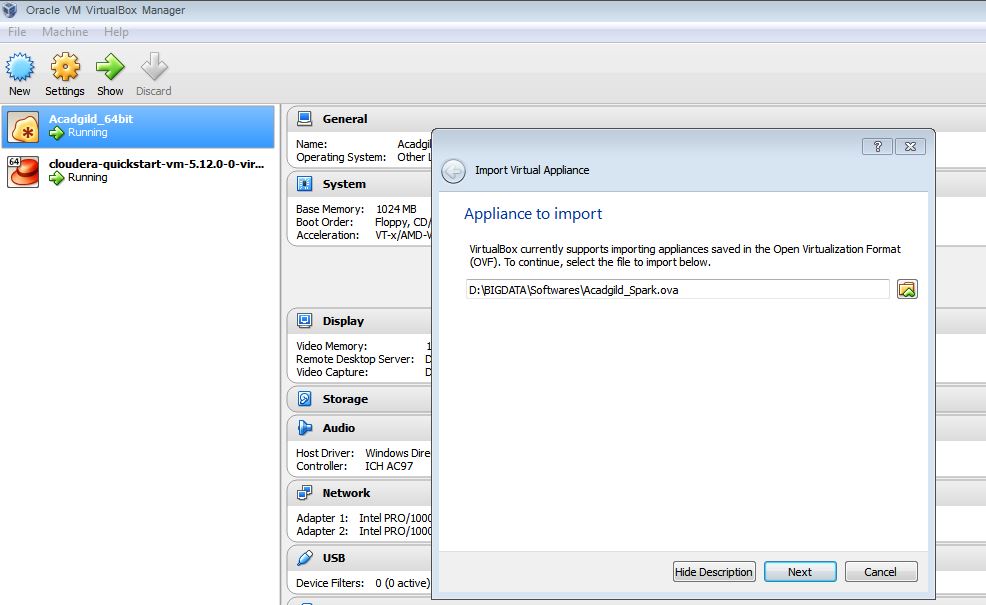 Oracle VM VirtualBox Manager
File Machine Help
New Settings Show Discard
Acadgild_64bit
Running
64
cloudera-quickstart-vm-5.12.0-0-vir...
Running
General
Name: Acadgil
Operating System: Other L
System
Base Memory: 1024 MB
Boot Order: Floppy, CD/
Acceleration: VT-x/AMD-V
Display
Video Memory: 1
Remote Desktop Server: D
Video Capture: D
Storage
Audio
Host Driver: Windows Dire
Controller: ICH AC97
Network
Adapter 1: Intel PRO/1000
Adapter 2: Intel PRO/1000
USB
Device Filters: 0 (0 active)
?
Import Virtual Appliance
Appliance to import
VirtualBox currently supports importing appliances saved in the Open Virtualization Format
(OVF). To continue, select the file to import below.
D:\BIGDATA\Softwares\Acadgild_Spark.ova
Hide Description Next Cancel